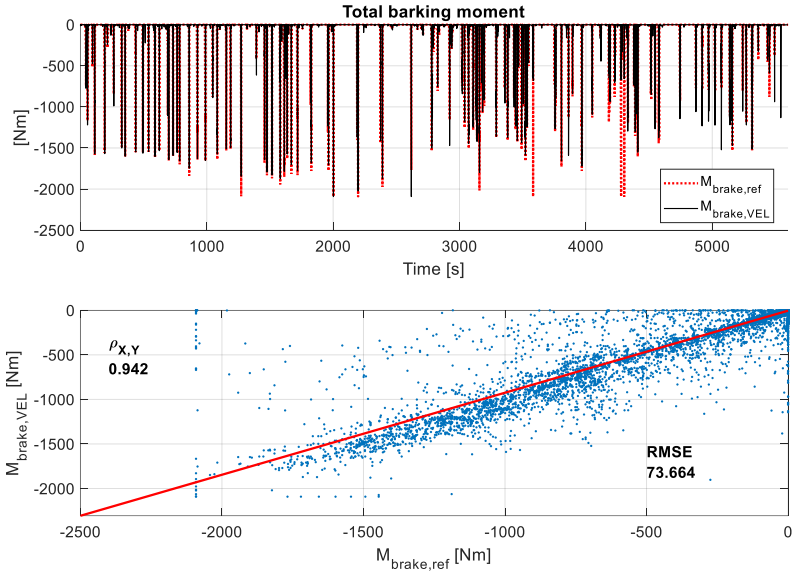 Total barking moment
[Nm]
0
-500
-1000
-1500
-2000
-2500
0 1000 2000 3000 4000 5000
Time [s]
M_brake,ref
M_brake,VEL
M_brake,VEL [Nm]
0
-500
-1000
-1500
-2000
ρ_X,Y
0.942
RMSE
73.664
-2500 -2000 -1500 -1000 -500 0
M_brake,ref [Nm]